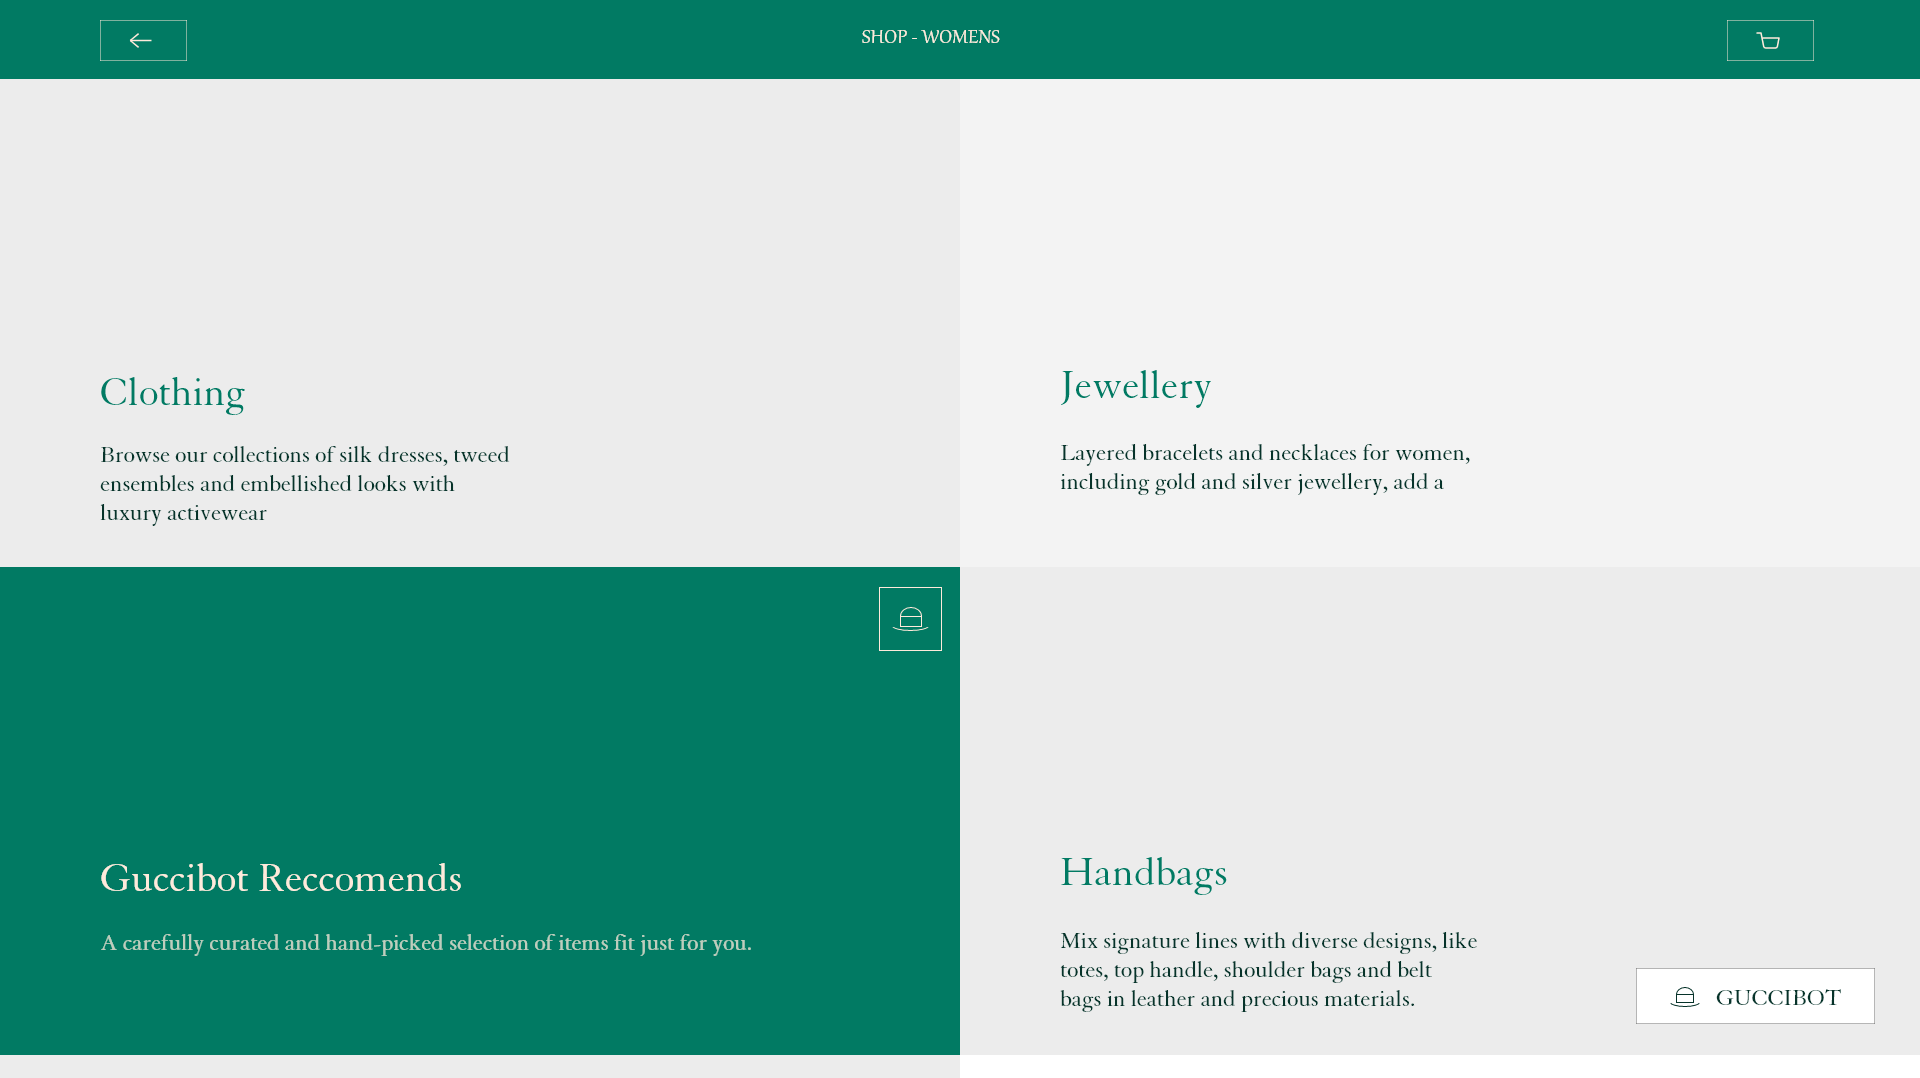 SHOP - WOMENS
Clothing
Browse our collections of silk dresses, tweed
ensembles and embellished looks with
luxury activewear
Jewellery
Layered bracelets and necklaces for women,
including gold and silver jewellery, add a
Guccibot Reccomends
A carefully curated and hand-picked selection of items fit just for you.
Handbags
Mix signature lines with diverse designs, like
totes, top handle, shoulder bags and belt
bags in leather and precious materials.
GUCCIBOT